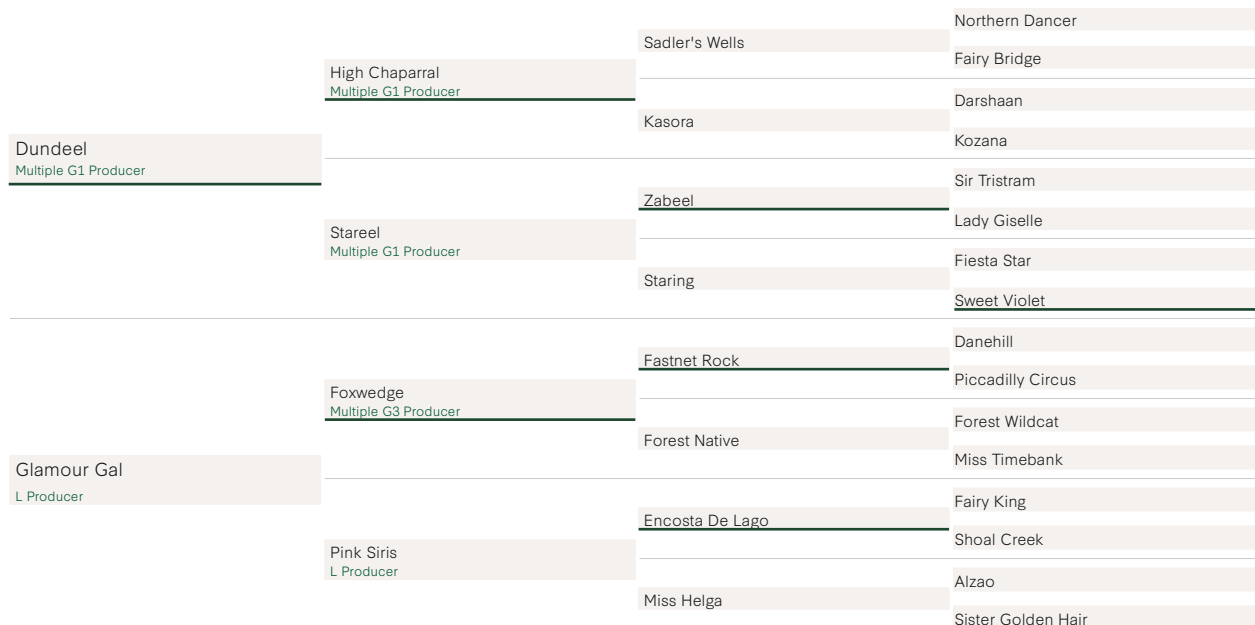 Northern Dancer
Sadler's Wells
Fairy Bridge
High Chaparral
Multiple G1 Producer
Darshaan
Kasora
Kozana
Dundeel
Multiple G1 Producer
Sir Tristram
Zabeel
Lady Giselle
Stareel
Multiple G1 Producer
Fiesta Star
Staring
Sweet Violet
Danehill
Fastnet Rock
Piccadilly Circus
Foxwedge
Multiple G3 Producer
Forest Wildcat
Forest Native
Miss Timebank
Glamour Gal
L Producer
Fairy King
Encosta De Lago
Shoal Creek
Pink Siris
L Producer
Alzao
Miss Helga
Sister Golden Hair